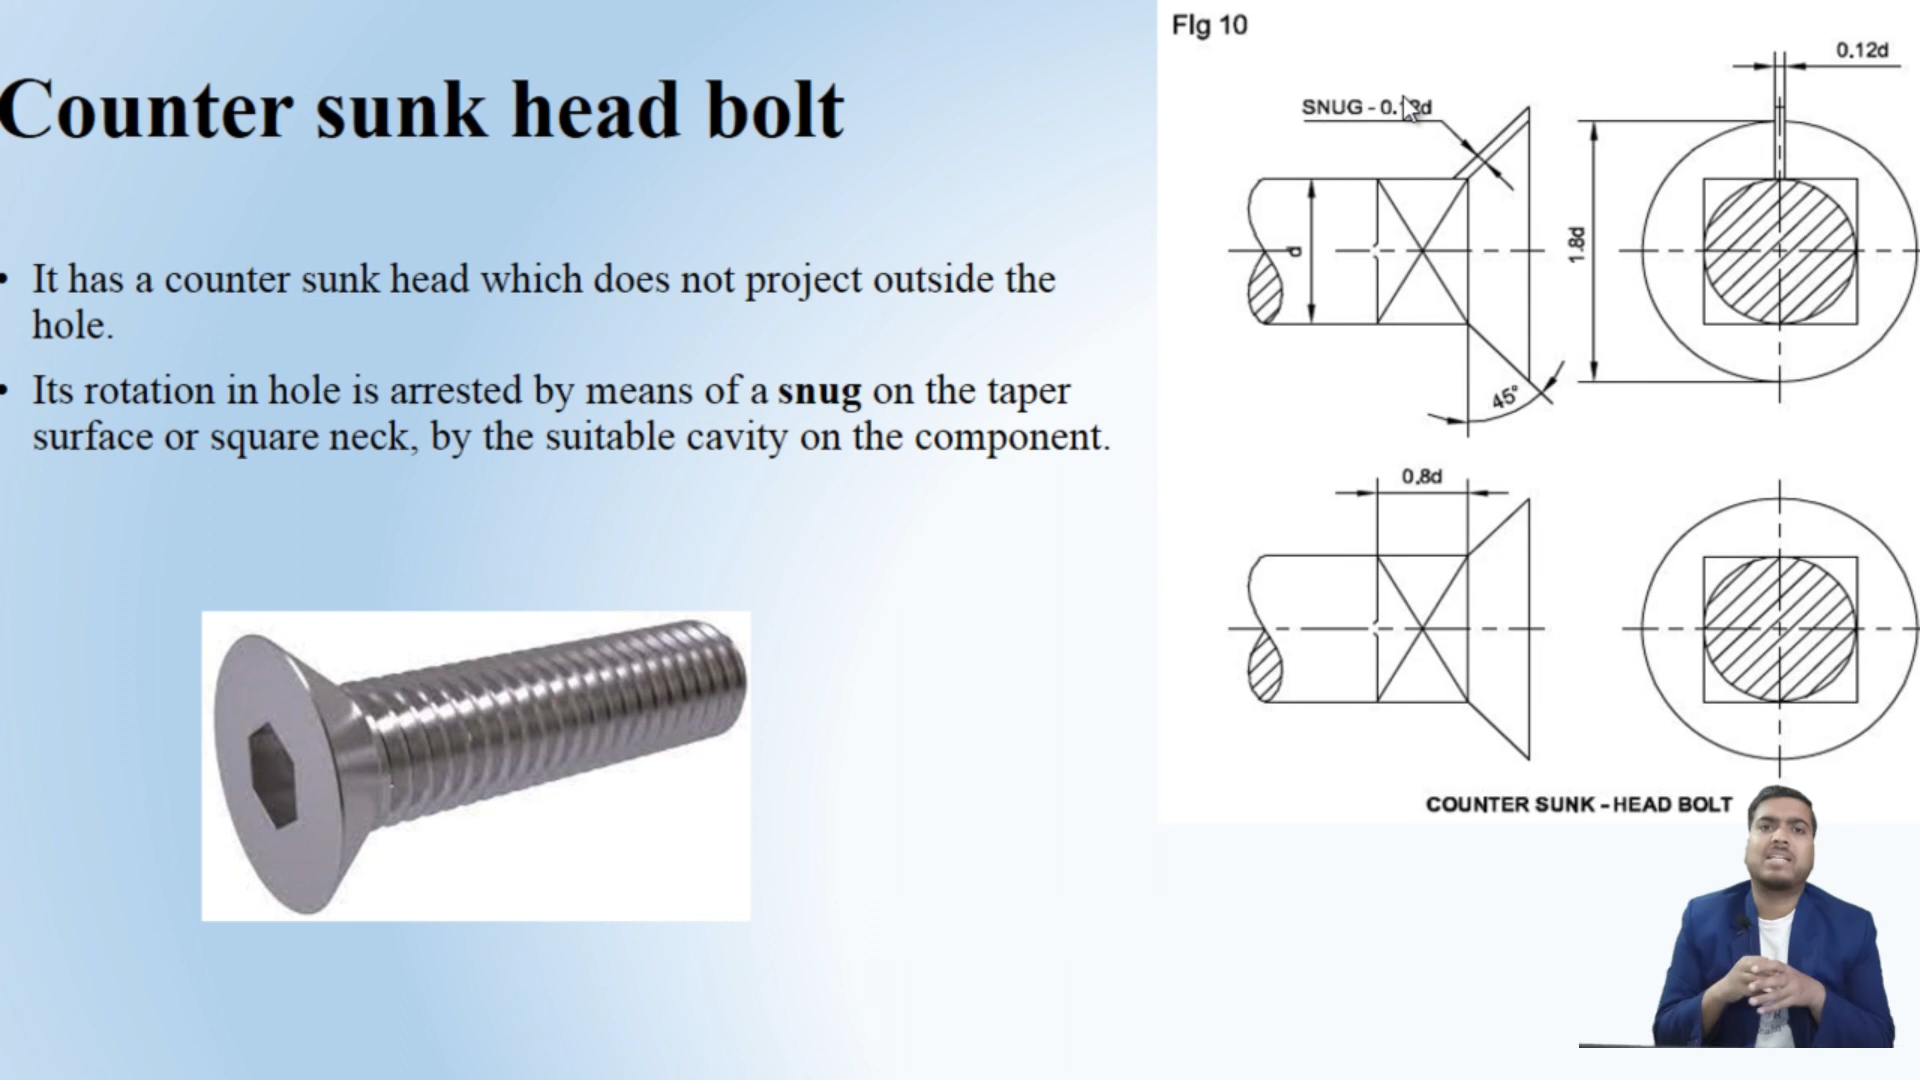 Counter sunk head bolt
• It has a counter sunk head which does not project outside the
hole.
• Its rotation in hole is arrested by means of a snug on the taper
surface or square neck, by the suitable cavity on the component.
Fig 10
0.12d
SNUG -
d
1.8d
45°
0.8d
COUNTER SUNK - HEAD BOLT